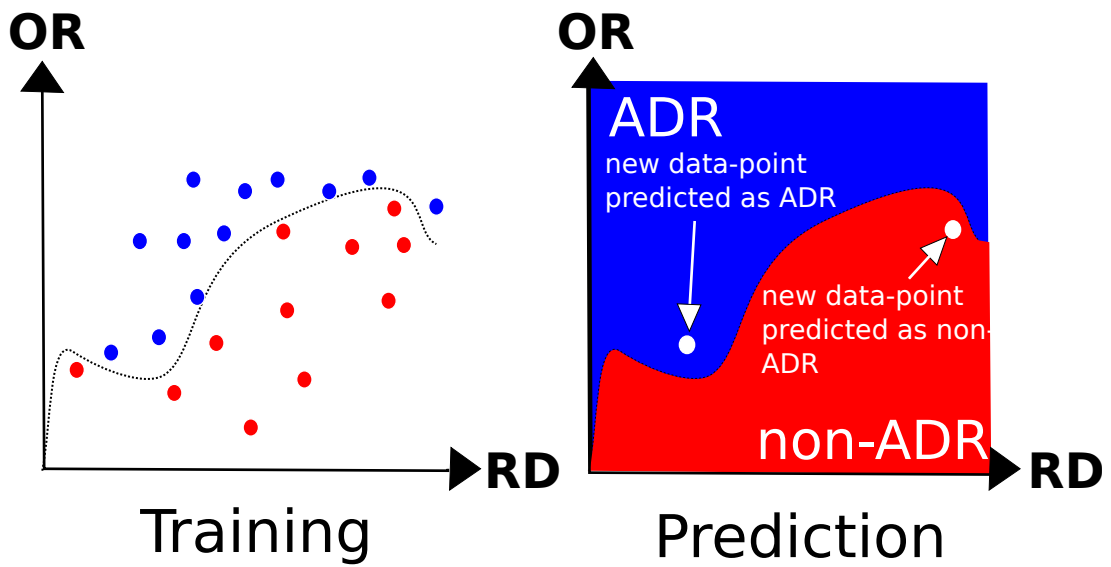 OR
RD
Training
OR
ADR
new data-point
predicted as ADR
new data-point
predicted as non-
ADR
non-ADR
RD
Prediction